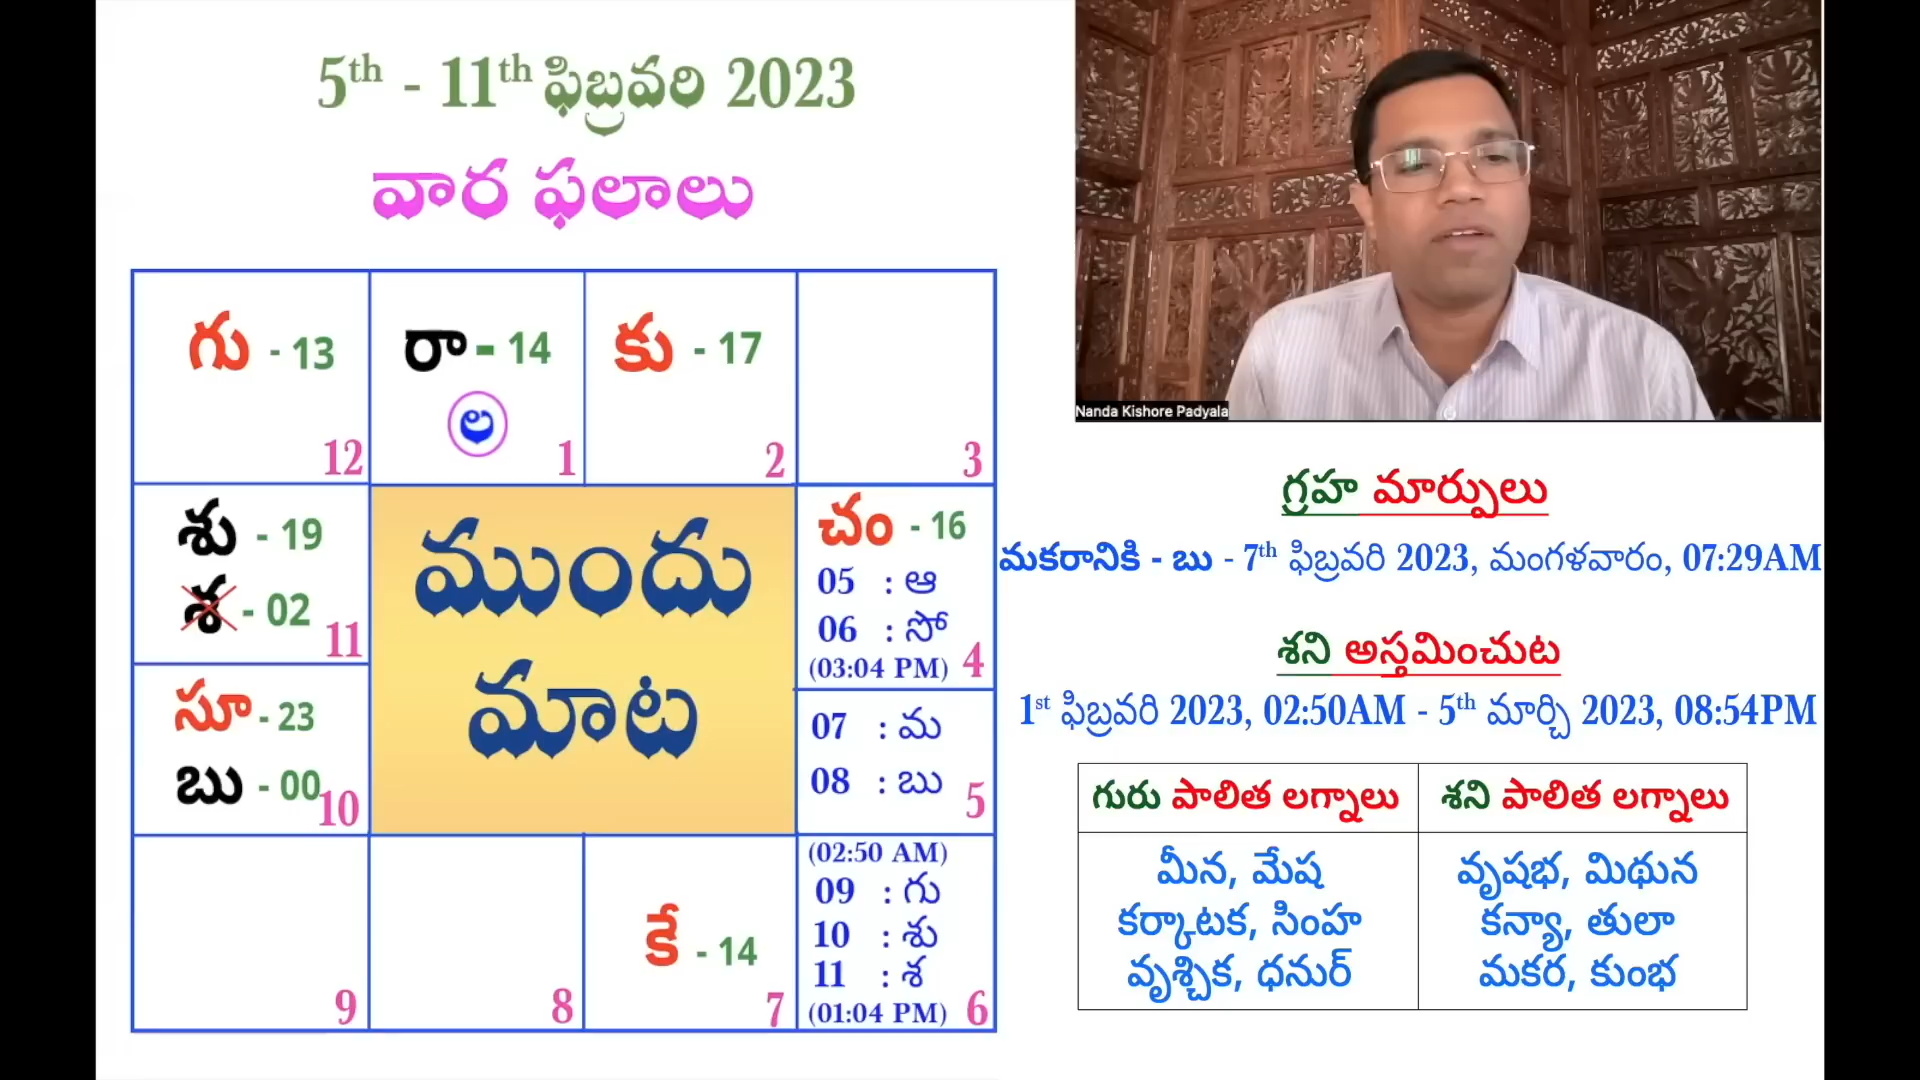 5th - 11th ఫిబ్రవరి 2023
వార ఫలాలు
గు - 13
12
రా - 14
ల
1
కు - 17
2
3
శు - 19
శ - 02
11
ముందు
మాట
చం - 16
05 : ఆ
06 : సో
(03:04 PM) 4
సూ - 23
బు - 00
10
07 : మ
08 : బు
5
9
8
కే - 14
7
(02:50 AM)
09 : గు
10 : శు
11 : శ
(01:04 PM) 6
Nanda Kishore Padyala
గ్రహ మార్పులు
మకరానికి - బు - 7th ఫిబ్రవరి 2023, మంగళవారం, 07:29AM
శని అస్తమించుట
1st ఫిబ్రవరి 2023, 02:50AM - 5th మార్చి 2023, 08:54PM
గురు పాలిత లగ్నాలు
మీన, మేష
కర్కాటక, సింహ
వృశ్చిక, ధనుర్
శని పాలిత లగ్నాలు
వృషభ, మిథున
కన్యా, తులా
మకర, కుంభ